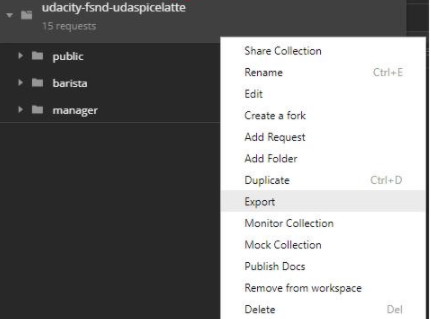 udacity-fsnd-udaspicelatte
15 requests
public
barista
manager
Share Collection
Rename Ctrl+E
Edit
Create a fork
Add Request
Add Folder
Duplicate Ctrl+D
Export
Monitor Collection
Mock Collection
Publish Docs
Remove from workspace
Delete Del